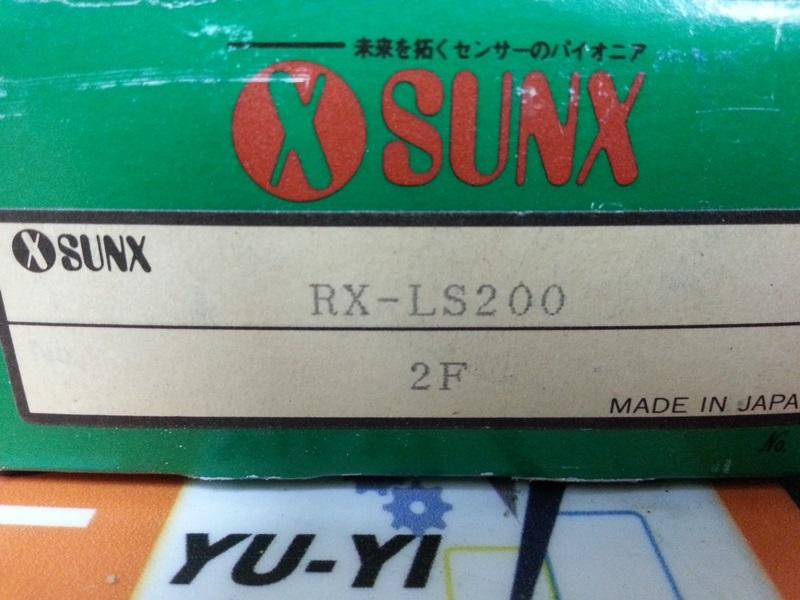 未来を拓くセンサーのパイオニア
X SUNX
X SUNX
RX-LS200
2F
MADE IN JAPA
No.
YU-YI